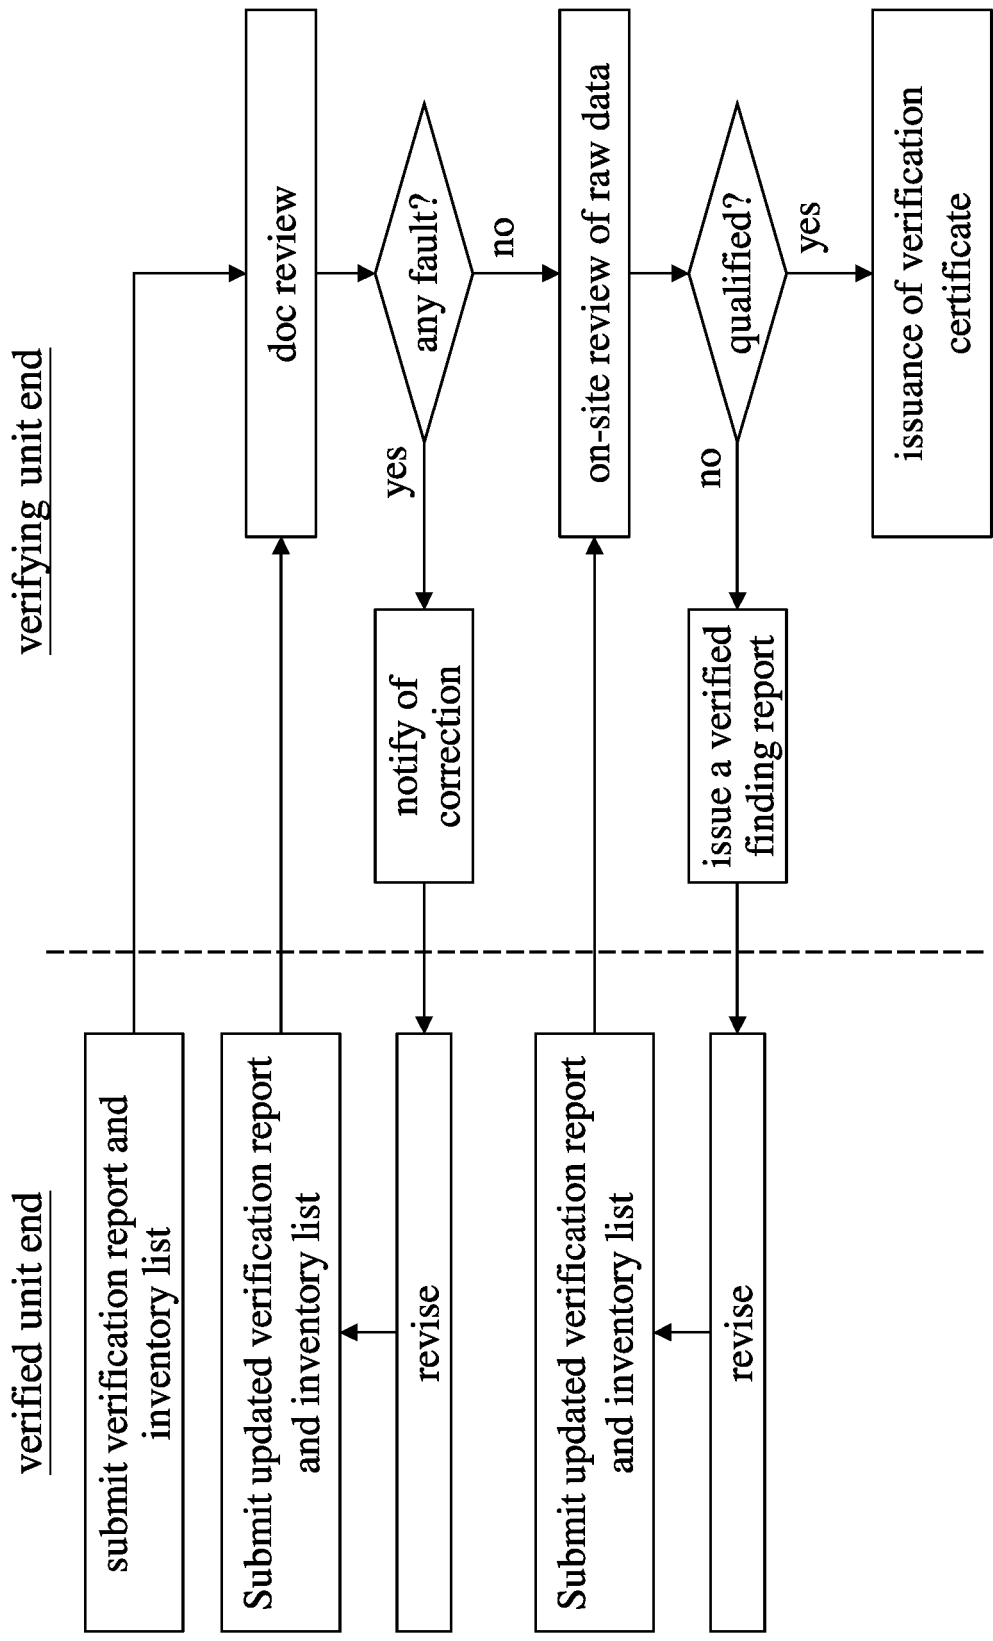 verified unit end
verifying unit end
submit verification report and
inventory list
doc review
Submit updated verification report
and inventory list
any fault?
yes
no
notify of
correction
revise
on-site review of raw data
Submit updated verification report
and inventory list
qualified?
no
yes
issue a verified
finding report
revise
issuance of verification
certificate